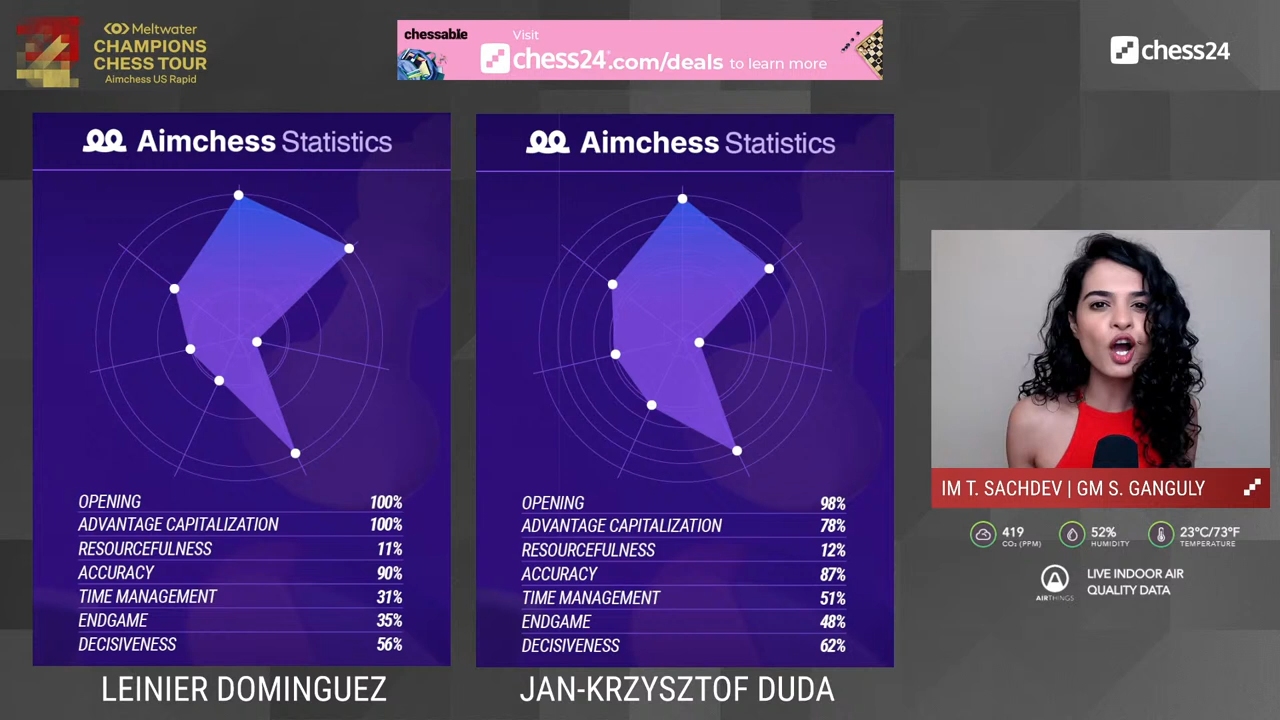 Meltwater
CHAMPIONS
CHESS TOUR
Aimchess US Rapid
chessable
Visit
chess24.com/deals to learn more
chess24
Aimchess Statistics
OPENING 100%
ADVANTAGE CAPITALIZATION 100%
RESOURCEFULNESS 11%
ACCURACY 90%
TIME MANAGEMENT 31%
ENDGAME 35%
DECISIVENESS 56%
LEINIER DOMINGUEZ
Aimchess Statistics
OPENING 98%
ADVANTAGE CAPITALIZATION 78%
RESOURCEFULNESS 12%
ACCURACY 87%
TIME MANAGEMENT 51%
ENDGAME 48%
DECISIVENESS 62%
JAN-KRZYSZTOF DUDA
IM T. SACHDEV | GM S. GANGULY
419
CO₂ (PPM)
52%
HUMIDITY
23°C/73°F
TEMPERATURE
AIRTHINGS
LIVE INDOOR AIR
QUALITY DATA